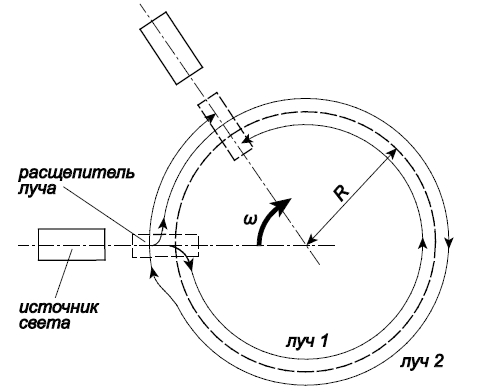 расщепитель
луча
ω
R
источник
света
луч 1
луч 2